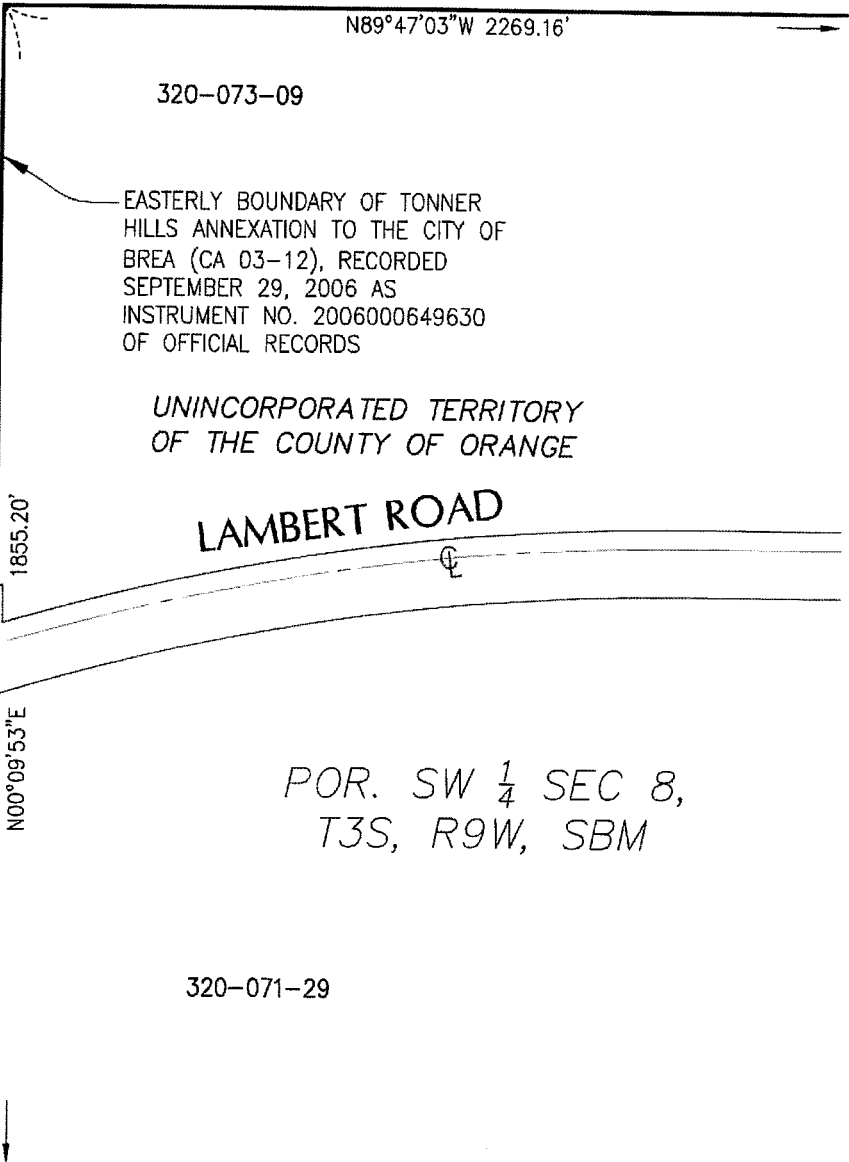 N89°47'03"W 2269.16'
320-073-09
EASTERLY BOUNDARY OF TONNER
HILLS ANNEXATION TO THE CITY OF
BREA (CA 03-12), RECORDED
SEPTEMBER 29, 2006 AS
INSTRUMENT NO. 2006000649630
OF OFFICIAL RECORDS
UNINCORPORATED TERRITORY
OF THE COUNTY OF ORANGE
1855.20'
LAMBERT ROAD
℄
N00°09'53"E
POR. SW 1/4 SEC 8,
T3S, R9W, SBM
320-071-29